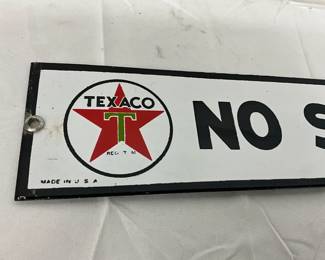 TEXACO
T
REG. T. M.
NO S
MADE IN U. S. A.